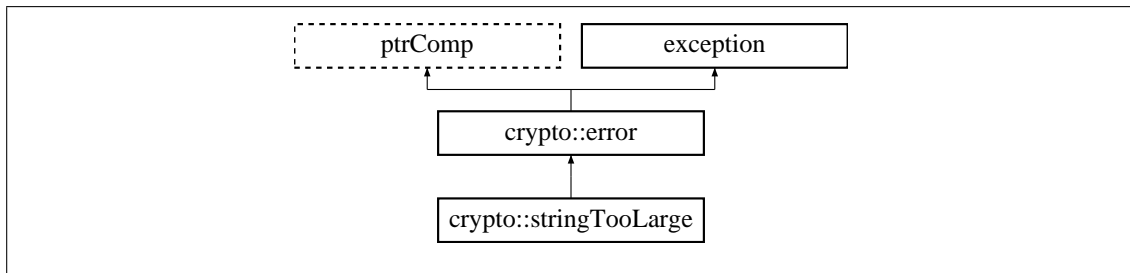 ptrComp
exception
crypto::error
crypto::stringTooLarge